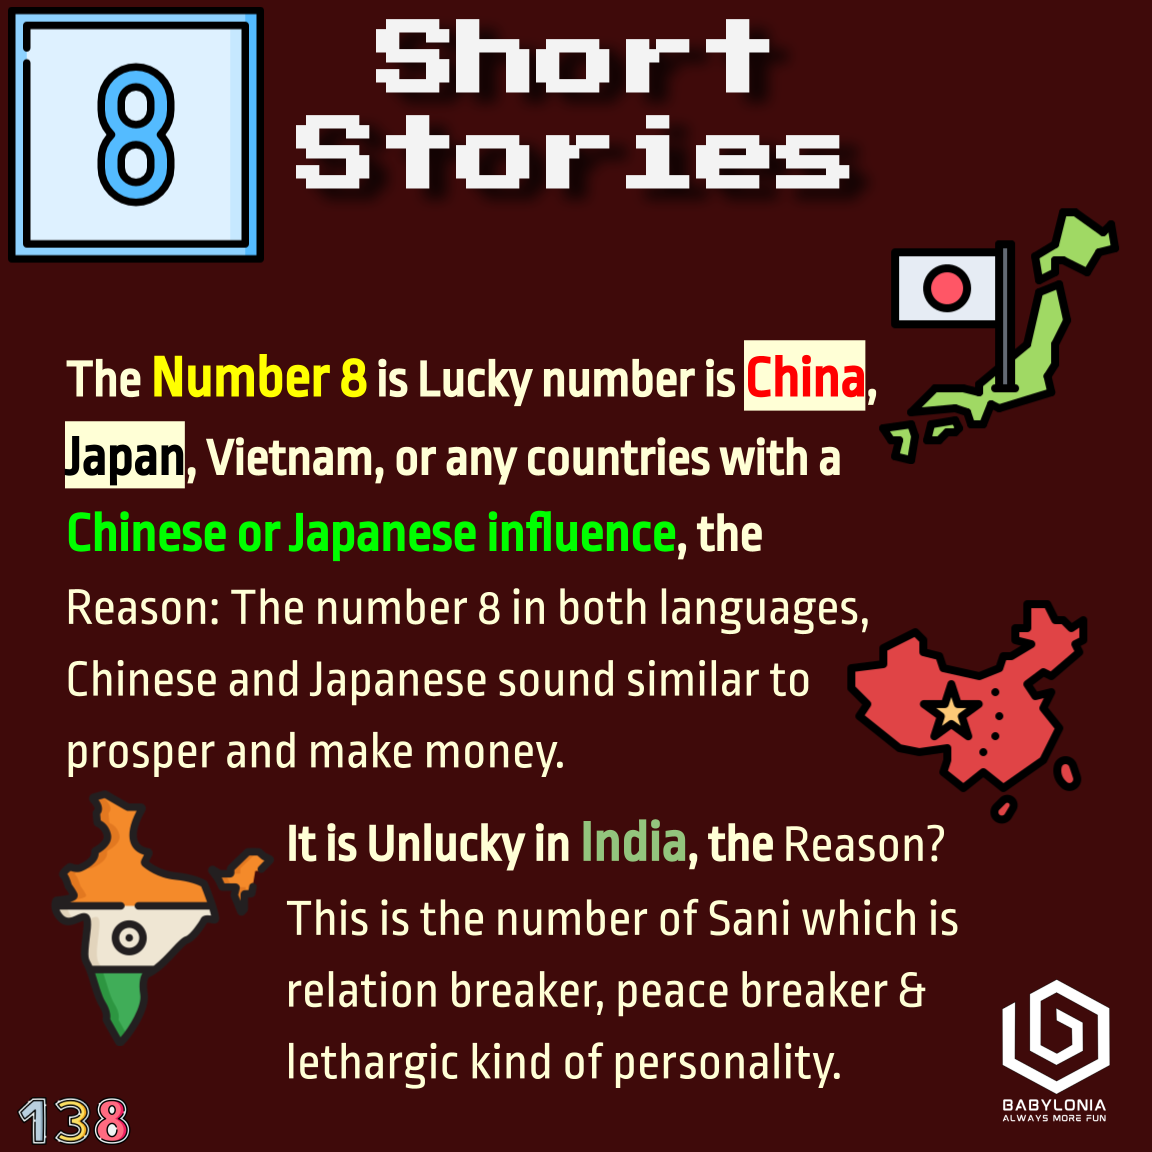 8
Short
Stories
The Number 8 is Lucky number is China,
Japan, Vietnam, or any countries with a
Chinese or Japanese influence, the
Reason: The number 8 in both languages,
Chinese and Japanese sound similar to
prosper and make money.
It is Unlucky in India, the Reason?
This is the number of Sani which is
relation breaker, peace breaker &
lethargic kind of personality.
BABYLONIA
ALWAYS MORE FUN
138